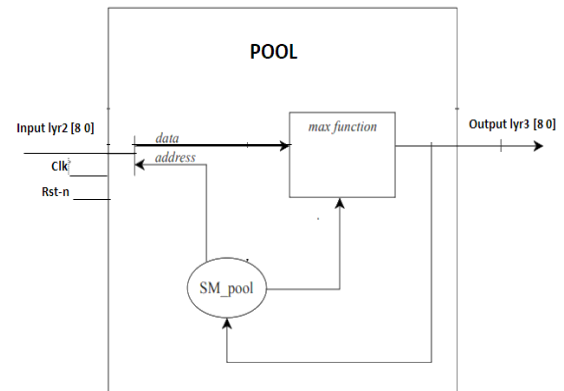 POOL
Input lyr2 [8 0]
data
address
Clk
Rst-n
max function
Output lyr3 [8 0]
SM_pool